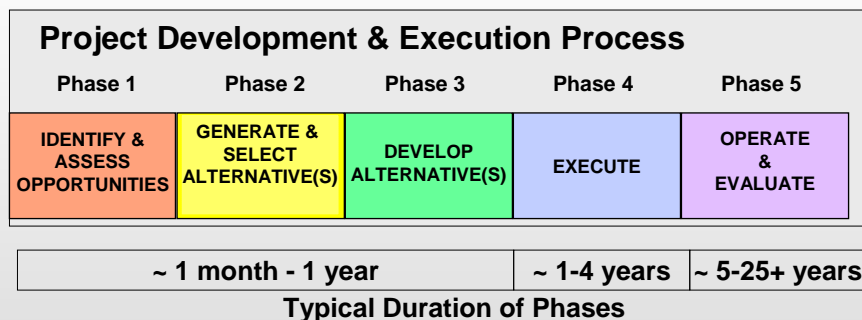 Project Development & Execution Process
Phase 1 Phase 2 Phase 3 Phase 4 Phase 5
IDENTIFY &
ASSESS
OPPORTUNITIES
GENERATE &
SELECT
ALTERNATIVE(S)
DEVELOP
ALTERNATIVE(S)
EXECUTE
OPERATE
&
EVALUATE
~ 1 month - 1 year
~ 1-4 years
~ 5-25+ years
Typical Duration of Phases